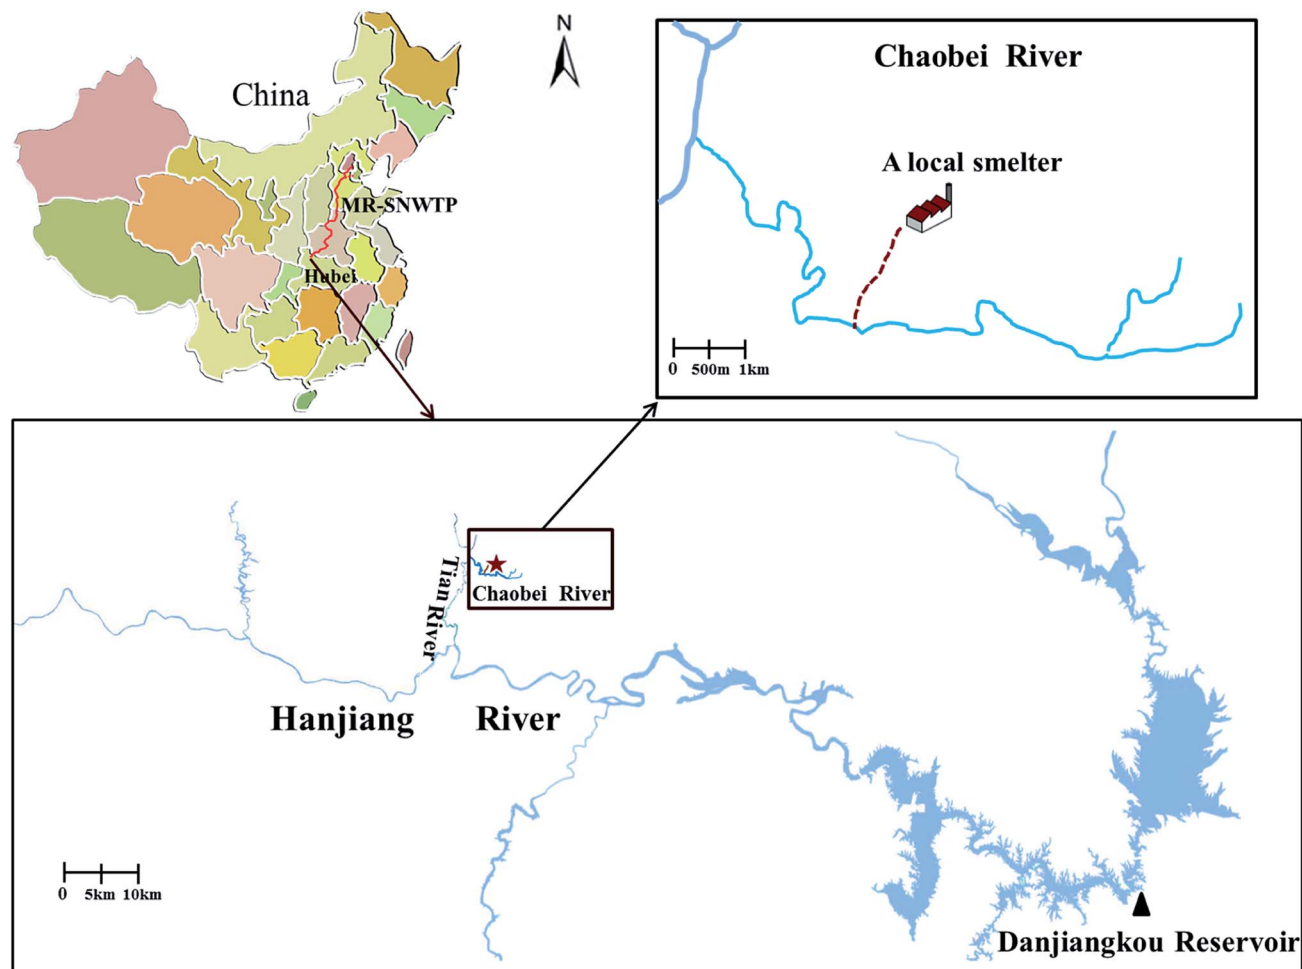 China
N
MR-SNWTP
Hubei
Chaobei River
A local smelter
0 500m 1km
Tian River
Chaobei River
Hanjiang River
0 5km 10km
Danjiangkou Reservoir